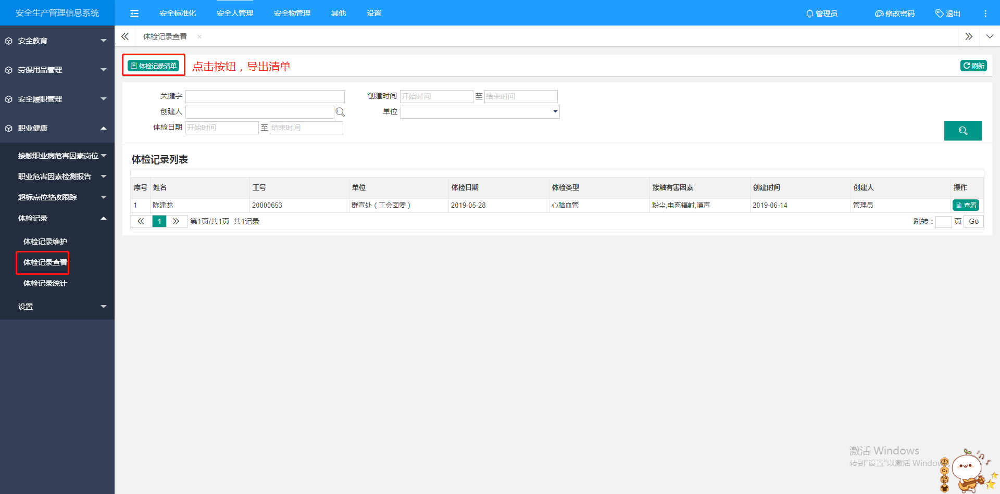 安全生产管理信息系统
安全标准化 安全人管理 安全物管理 其他 设置
管理员 修改密码 退出
安全教育
劳保用品管理
安全履职管理
职业健康
接触职业病危害因素岗位...
职业危害因素检测报告
超标点位整改跟踪
体检记录
体检记录维护
体检记录查看
体检记录统计
设置
体检记录查看
体检记录清单 点击按钮，导出清单 刷新
关键字 创建时间 开始时间 至 结束时间
创建人 单位
体检日期 开始时间 至 结束时间
体检记录列表
序号 姓名 工号 单位 体检日期 体检类型 接触有害因素 创建时间 创建人 操作
1 陈建龙 20000653 群宣处（工会团委） 2019-05-28 心脑血管 粉尘,电离辐射,噪声 2019-06-14 管理员 查看
1 第1页/共1页 共1记录 跳转： 页 Go
激活 Windows
转到"设置"以激活 Windows
中
简